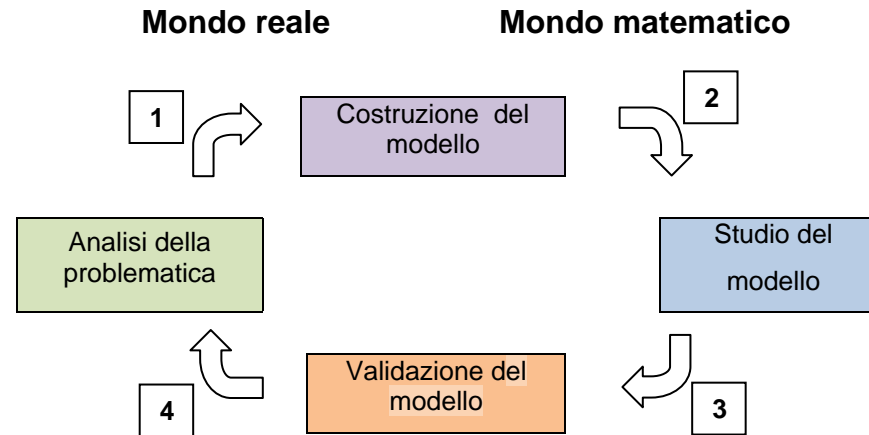 Mondo reale
Mondo matematico
1
Costruzione del
modello
2
Analisi della
problematica
Studio del
modello
4
Validazione del
modello
3